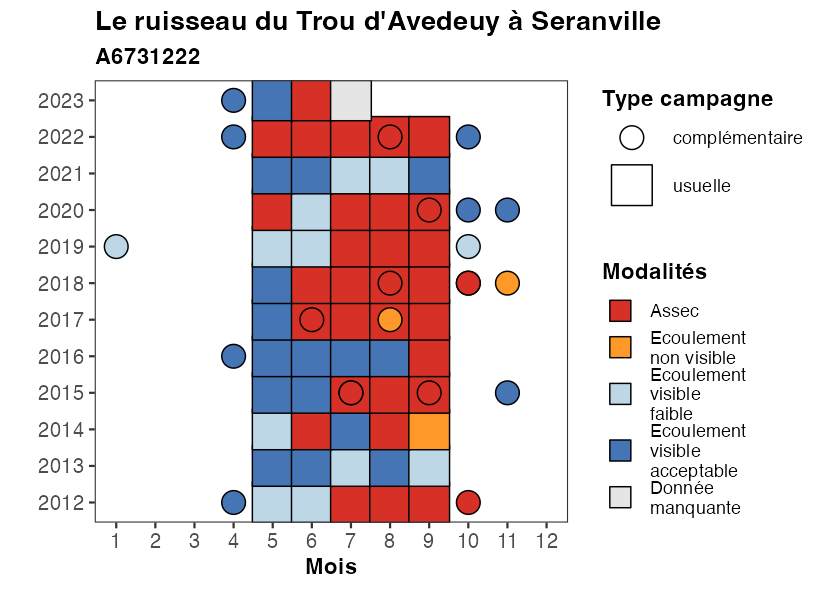 Le ruisseau du Trou d'Avedeuy à Seranville
A6731222
2023
2022
2021
2020
2019
2018
2017
2016
2015
2014
2013
2012
1 2 3 4 5 6 7 8 9 10 11 12
Mois
Type campagne
complémentaire
usuelle
Modalités
Assec
Ecoulement
non visible
Ecoulement
visible
faible
Ecoulement
visible
acceptable
Donnée
manquante